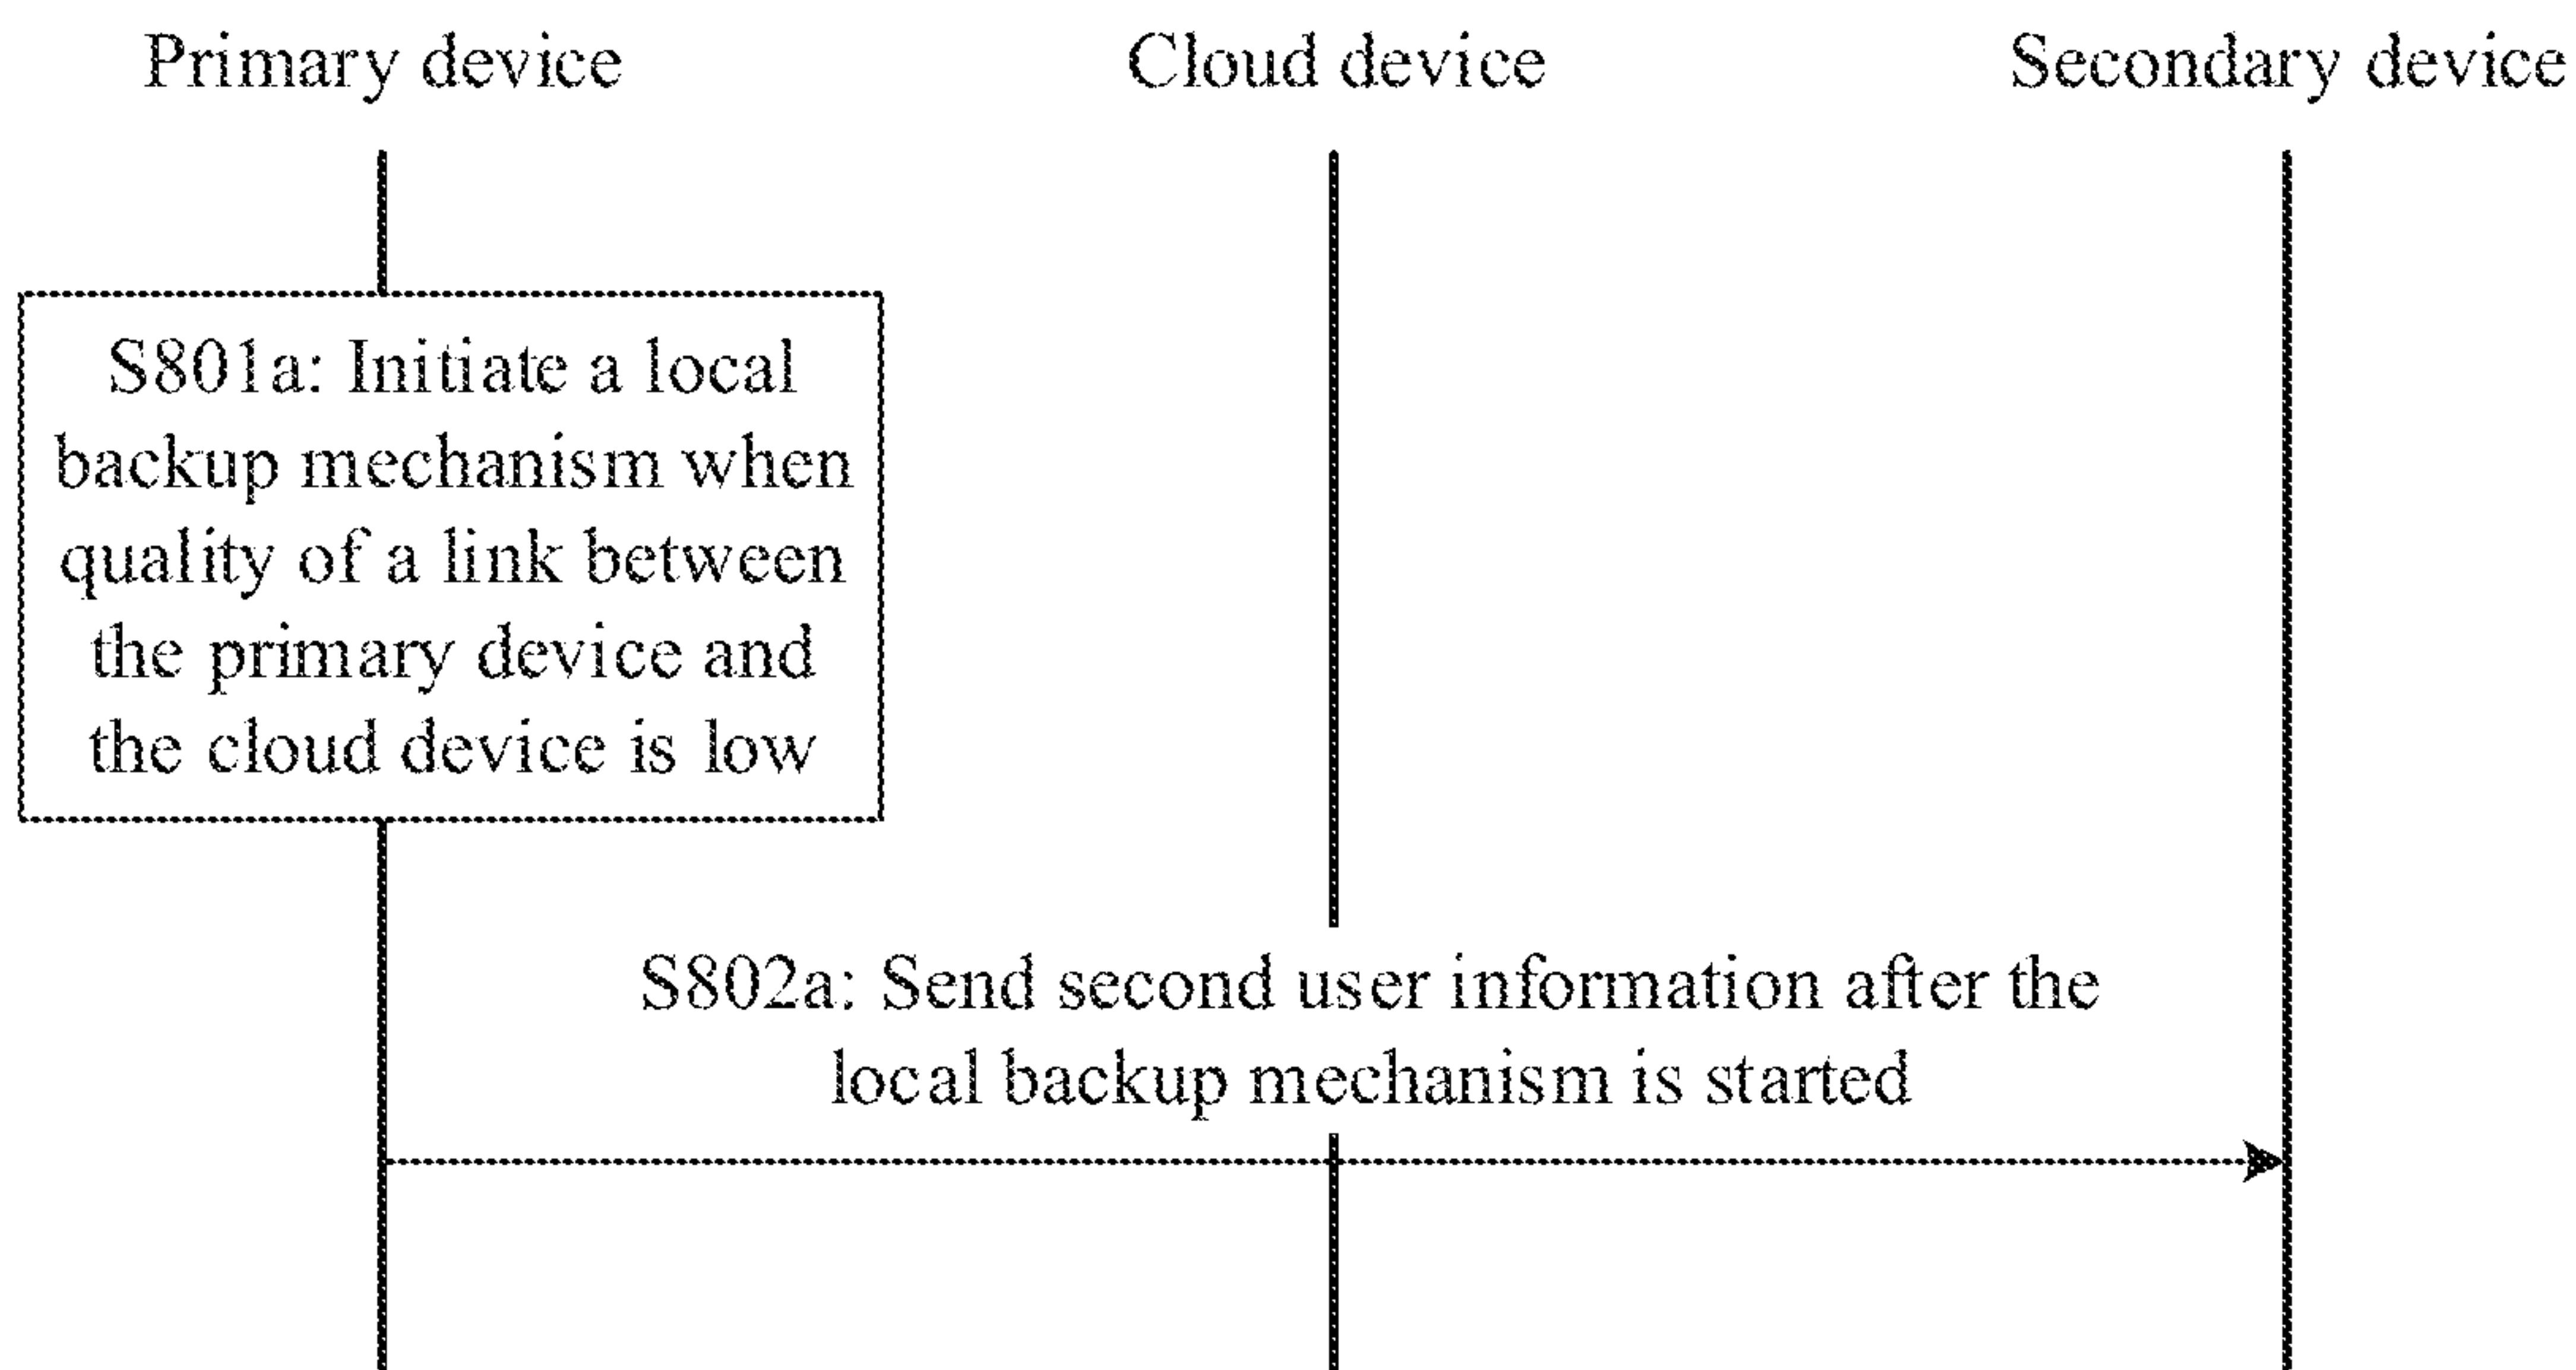 Primary device
Cloud device
Secondary device
S801a: Initiate a local
backup mechanism when
quality of a link between
the primary device and
the cloud device is low
S802a: Send second user information after the
local backup mechanism is started